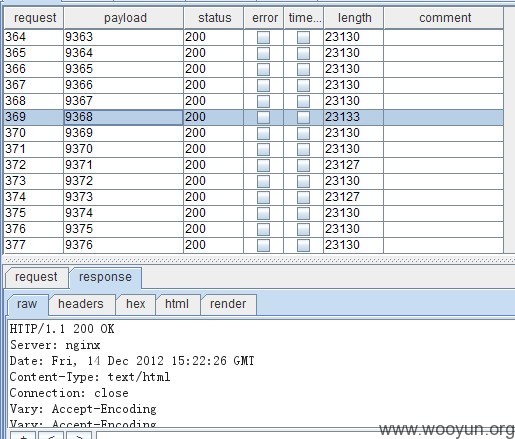 request payload status error time... length comment
364 9363 200 23130
365 9364 200 23130
366 9365 200 23130
367 9366 200 23130
368 9367 200 23130
369 9368 200 23133
370 9369 200 23130
371 9370 200 23130
372 9371 200 23127
373 9372 200 23130
374 9373 200 23127
375 9374 200 23130
376 9375 200 23130
377 9376 200 23130
request response
raw headers hex html render
HTTP/1.1 200 OK
Server: nginx
Date: Fri, 14 Dec 2012 15:22:26 GMT
Content-Type: text/html
Connection: close
Vary: Accept-Encoding
Vary: Accept-Encoding
+ < >
www.wooyun.org